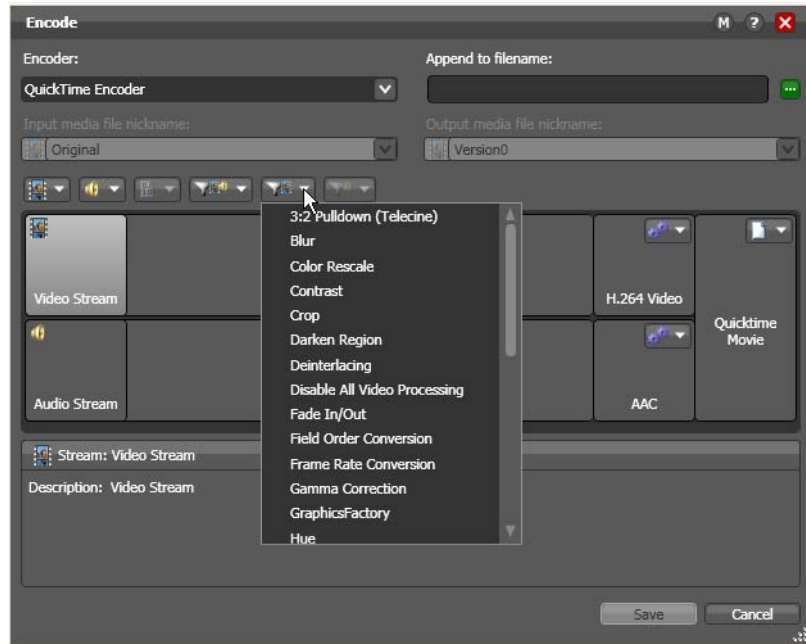 Encode
M ?
Encoder:
Append to filename:
QuickTime Encoder
Input media file nickname:
Output media file nickname:
Original
Version0
3:2 Pulldown (Telecine)
Blur
Color Rescale
Contrast
Crop
Darken Region
Deinterlacing
Disable All Video Processing
Fade In/Out
Field Order Conversion
Frame Rate Conversion
Gamma Correction
GraphicsFactory
Hue
Video Stream
H.264 Video
Quicktime
Movie
Audio Stream
AAC
Stream: Video Stream
Description: Video Stream
Save
Cancel